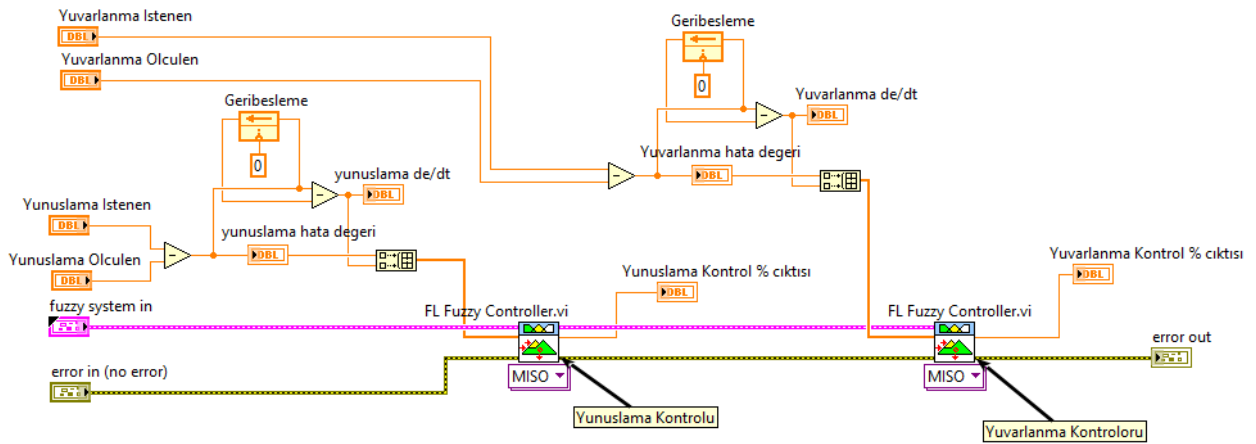 Yuvarlanma Istenen
DBL
Yuvarlanma Olculen
DBL
Geribesleme
0
Yuvarlanma de/dt
DBL
Geribesleme
0
yunuslama de/dt
DBL
Yuvarlanma hata degeri
DBL
Yunuslama Istenen
DBL
yunuslama hata degeri
DBL
Yunuslama Olculen
DBL
Yunuslama Kontrol % cıktısı
DBL
Yuvarlanma Kontrol % cıktısı
DBL
fuzzy system in
FL Fuzzy Controller.vi
FL Fuzzy Controller.vi
error out
error in (no error)
MISO
MISO
Yunuslama Kontrolu
Yuvarlanma Kontroloru